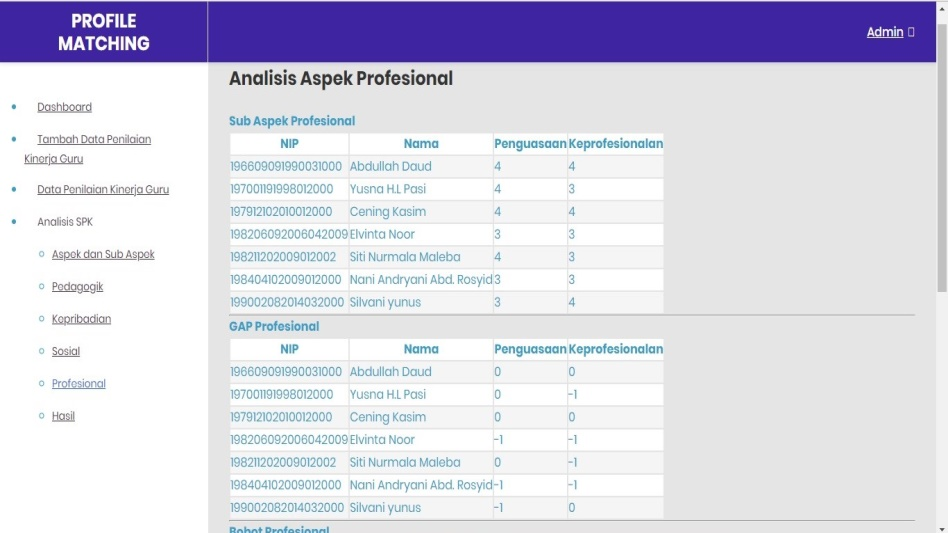 PROFILE
MATCHING
Admin
Dashboard
Tambah Data Penilaian
Kinerja Guru
Data Penilaian Kinerja Guru
Analisis SPK
Aspek dan Sub Aspek
Pedagogik
Kepribadian
Sosial
Profesional
Hasil
Analisis Aspek Profesional
Sub Aspek Profesional
NIP Nama Penguasaan Keprofesionalan
196609091990031000 Abdullah Daud 4 4
197001191998012000 Yusna H.L Pasi 4 3
197912102010012000 Cening Kasim 4 4
198206092006042009 Elvinta Noor 3 3
198211202009012002 Siti Nurmala Maleba 4 3
198404102009012000 Nani Andryani Abd. Rosyid 3 3
199002082014032000 Silvani yunus 3 4
GAP Profesional
NIP Nama Penguasaan Keprofesionalan
196609091990031000 Abdullah Daud 0 0
197001191998012000 Yusna H.L Pasi 0 -1
197912102010012000 Cening Kasim 0 0
198206092006042009 Elvinta Noor -1 -1
198211202009012002 Siti Nurmala Maleba 0 -1
198404102009012000 Nani Andryani Abd. Rosyid -1 -1
199002082014032000 Silvani yunus -1 0
Bobot Profesional